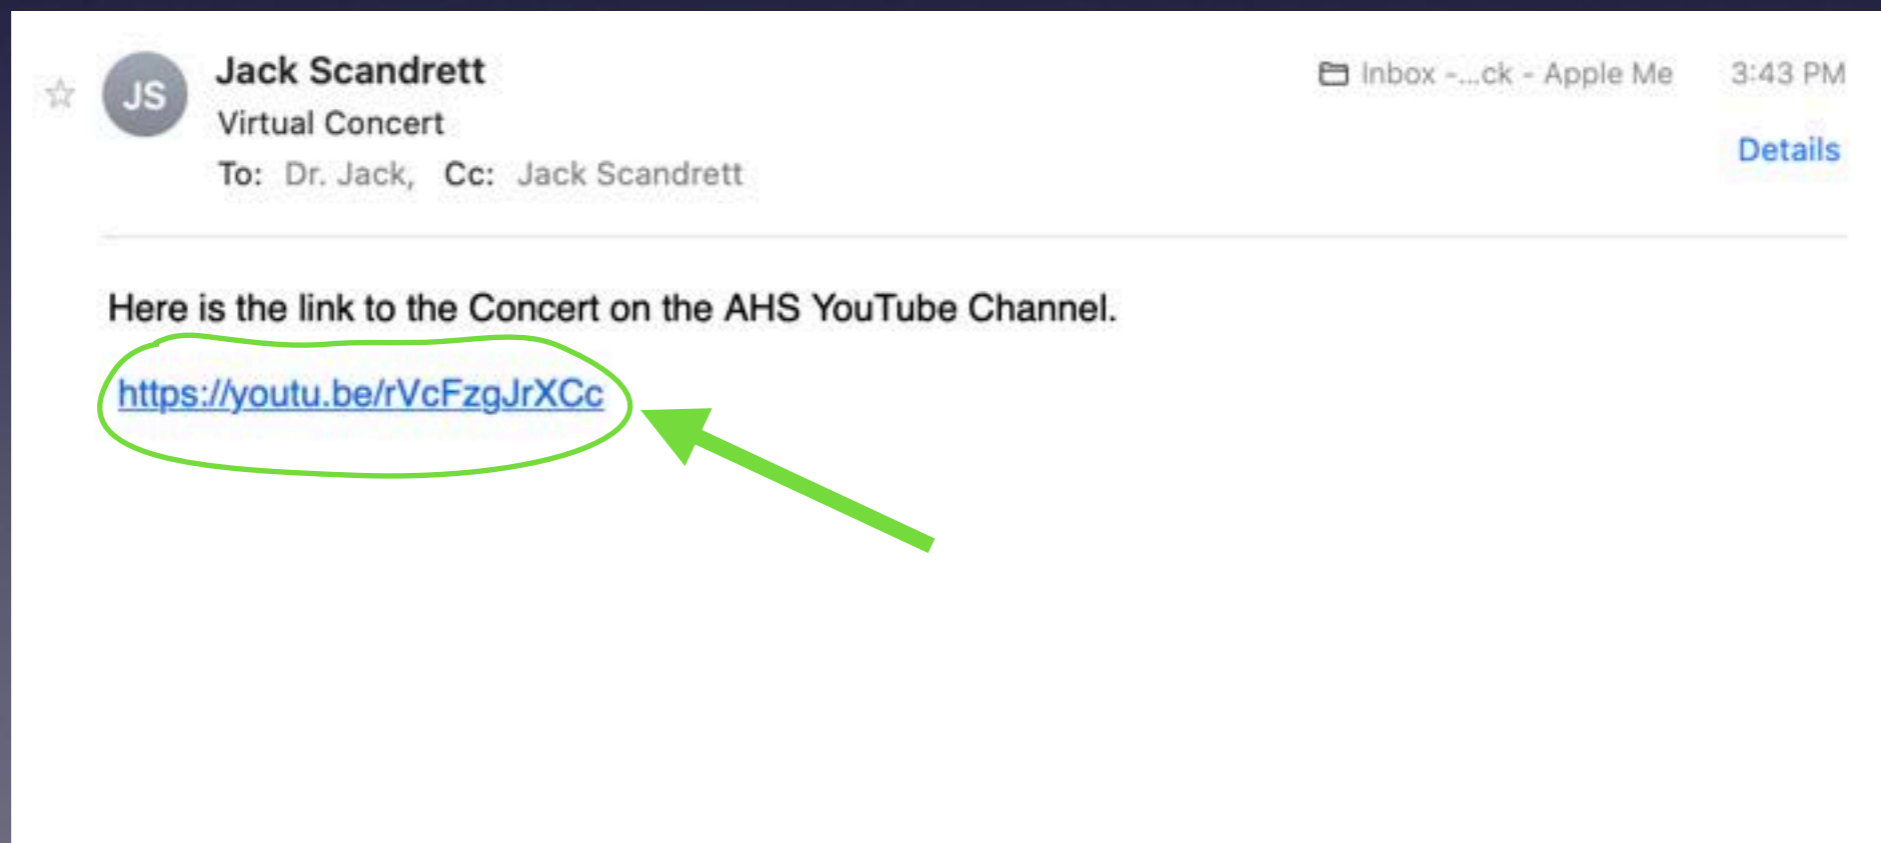 JS
Jack Scandrett
Inbox -...ck - Apple Me
3:43 PM
Virtual Concert
Details
To: Dr. Jack, Cc: Jack Scandrett
Here is the link to the Concert on the AHS YouTube Channel.
https://youtu.be/rVcFzgJrXCc